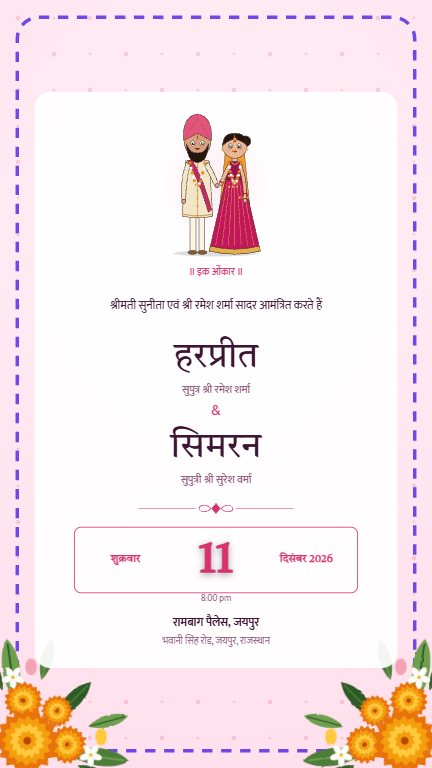 ॥ इक ओंकार ॥
श्रीमती सुनीता एवं श्री रमेश शर्मा सादर आमंत्रित करते हैं
हरप्रीत
सुपुत्र श्री रमेश शर्मा
&
सिमरन
सुपुत्री श्री सुरेश वर्मा
शुक्रवार 11 दिसंबर 2026
8:00 pm
रामबाग पैलेस, जयपुर
भवानी सिंह रोड, जयपुर, राजस्थान